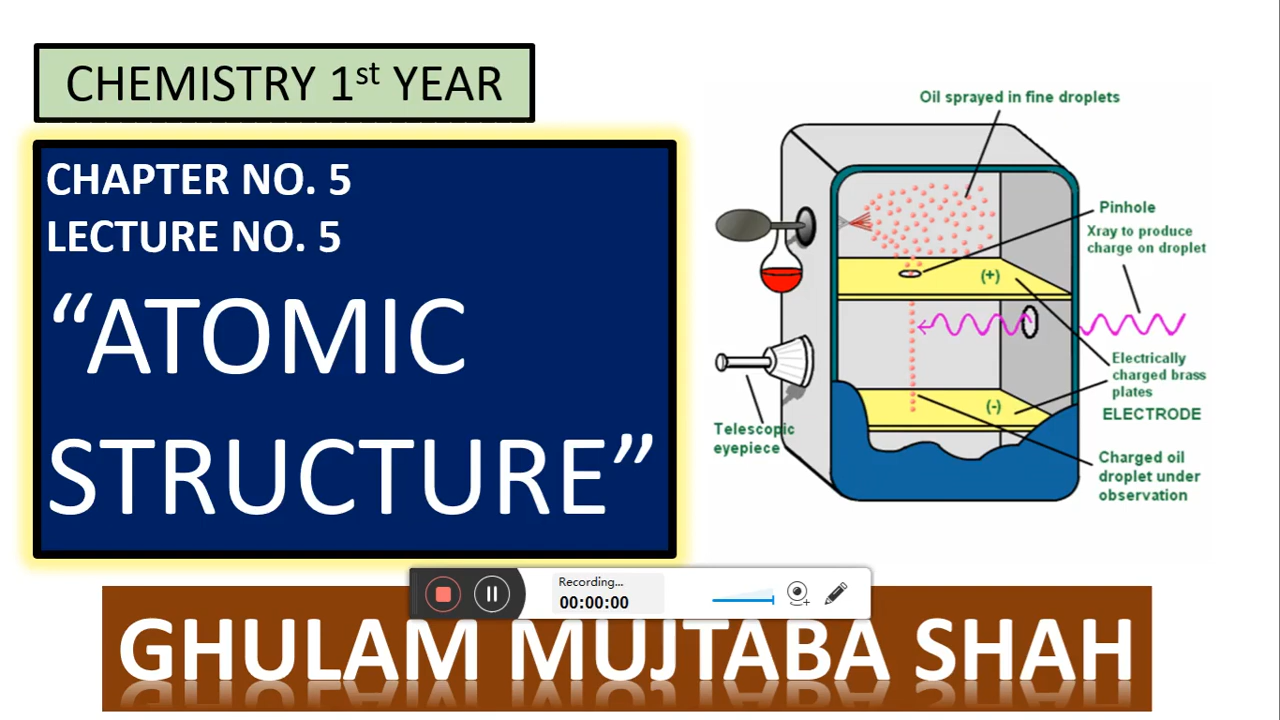 CHEMISTRY 1st YEAR
CHAPTER NO. 5
LECTURE NO. 5
“ATOMIC
STRUCTURE”
Oil sprayed in fine droplets
Pinhole
Xray to produce
charge on droplet
(+)
Electrically
charged brass
plates
(-)
ELECTRODE
Telescopic
eyepiece
Charged oil
droplet under
observation
Recording...
00:00:00
GHULAM MUJTABA SHAH